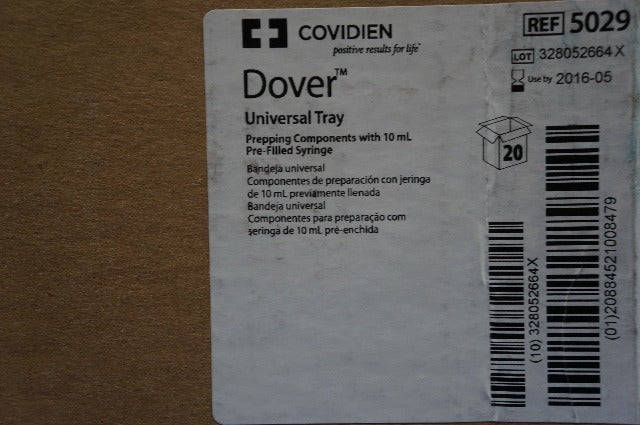 COVIDIEN
positive results for life™
Dover™
Universal Tray
Prepping Components with 10 mL
Pre-Filled Syringe
Bandeja universal
Componentes de preparación con jeringa
de 10 mL previamente llenada
Bandeja universal
Componentes para preparação com
seringa de 10 mL pré-enchida
REF 5029
LOT 328052664X
Use by 2016-05
20
(10) 328052664X
(01)20884521008479